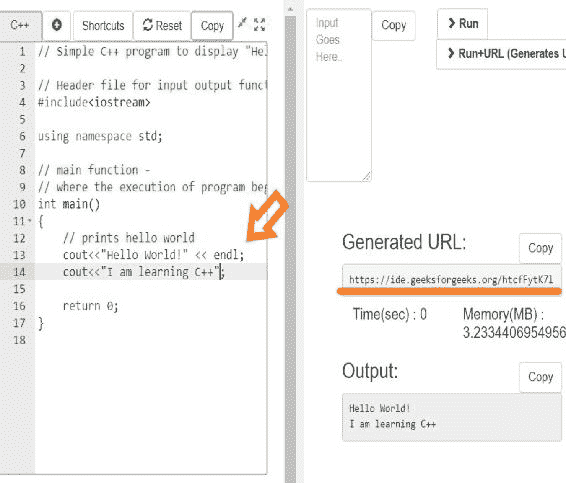 C++
Shortcuts
Reset
Copy
1 // Simple C++ program to display "Hel
2
3 // Header file for input output funct
4 #include<iostream>
5
6 using namespace std;
7
8 // main function -
9 // where the execution of program beg
10 int main()
11 {
12 // prints hello world
13 cout<<"Hello World!" << endl;
14 cout<<"I am learning C++";
15
16 return 0;
17 }
18
Input
Goes
Here..
Copy
Run
Run+URL (Generates U
Generated URL:
Copy
https://ide.geeksforgeeks.org/htcfFytK7l
Time(sec) : 0
Memory(MB) :
3.2334406954956
Output:
Copy
Hello World!
I am learning C++